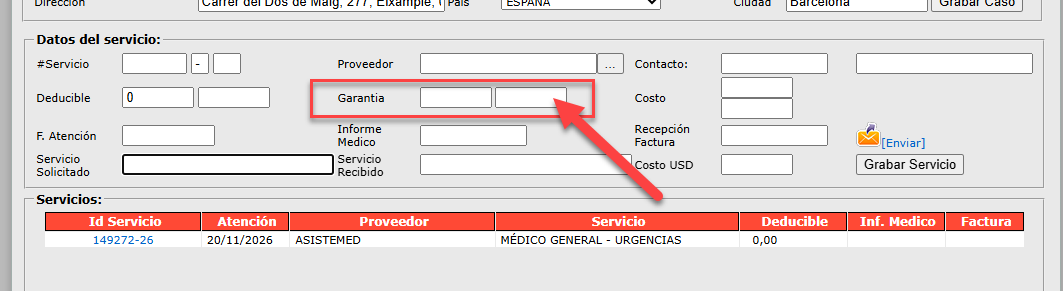 Dirección Carrer del Dos de Maig, 277, Eixample, País ESPAÑA Ciudad Barcelona Grabar Caso
Datos del servicio:
#Servicio - Proveedor ... Contacto:
Deducible 0 Garantia Costo
F. Atención Informe Medico Recepción Factura [Enviar]
Servicio Solicitado Servicio Recibido Costo USD Grabar Servicio
Servicios:
Id Servicio Atención Proveedor Servicio Deducible Inf. Medico Factura
149272-26 20/11/2026 ASISTEMED MÉDICO GENERAL - URGENCIAS 0,00